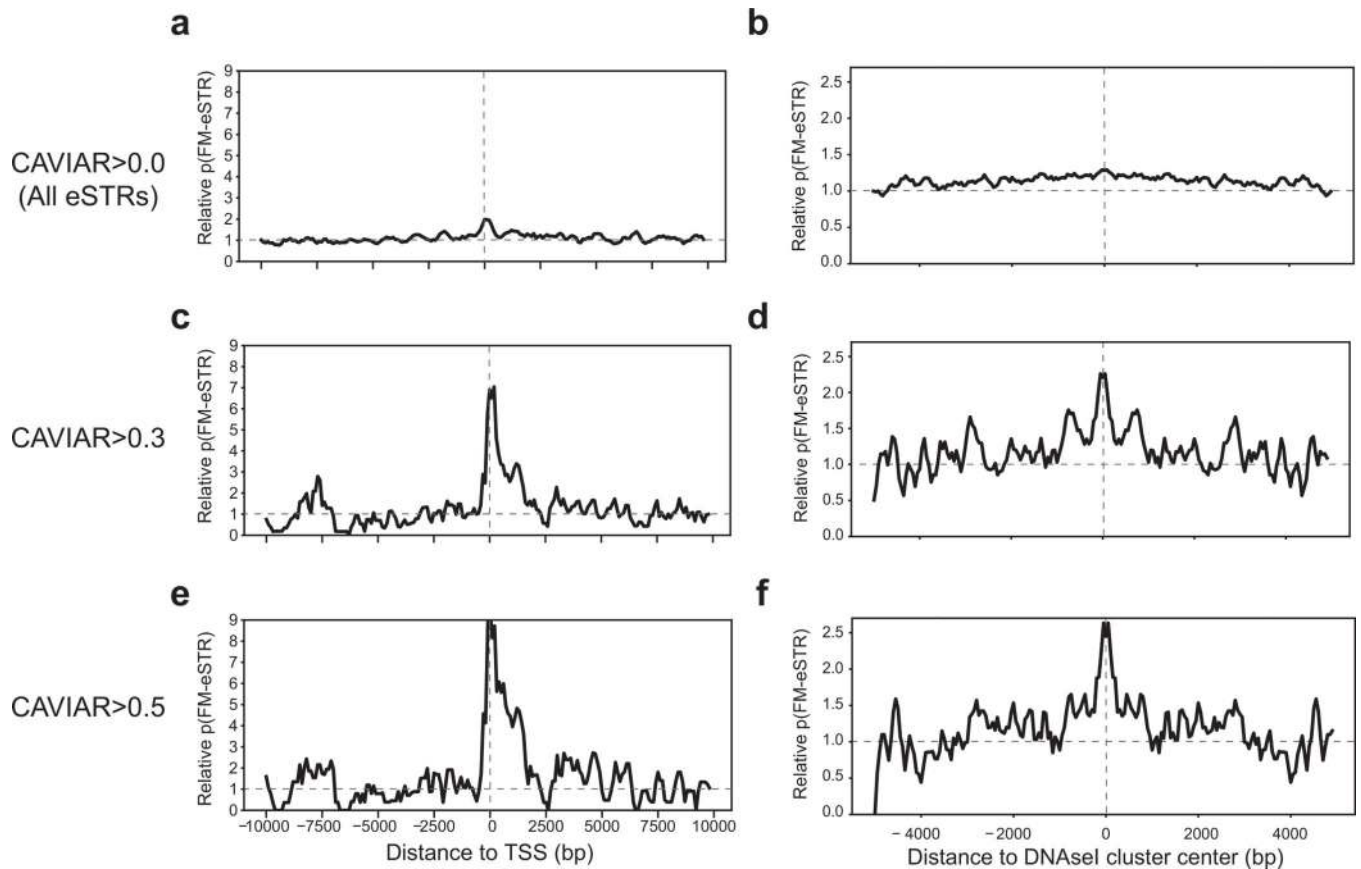 a
b
CAVIAR>0.0
(All eSTRs)
Relative p(FM-eSTR)
9
8
7
6
5
4
3
2
1
0
Relative p(FM-eSTR)
2.5
2.0
1.5
1.0
0.5
0.0
c
d
CAVIAR>0.3
Relative p(FM-eSTR)
9
8
7
6
5
4
3
2
1
0
−10000 −7500 −5000 −2500 0 2500 5000 7500 10000
Relative p(FM-eSTR)
2.5
2.0
1.5
1.0
0.5
0.0
e
f
CAVIAR>0.5
Relative p(FM-eSTR)
9
8
7
6
5
4
3
2
1
0
Distance to TSS (bp)
Relative p(FM-eSTR)
2.5
2.0
1.5
1.0
0.5
0.0
−4000 −2000 0 2000 4000
Distance to DNAseI cluster center (bp)